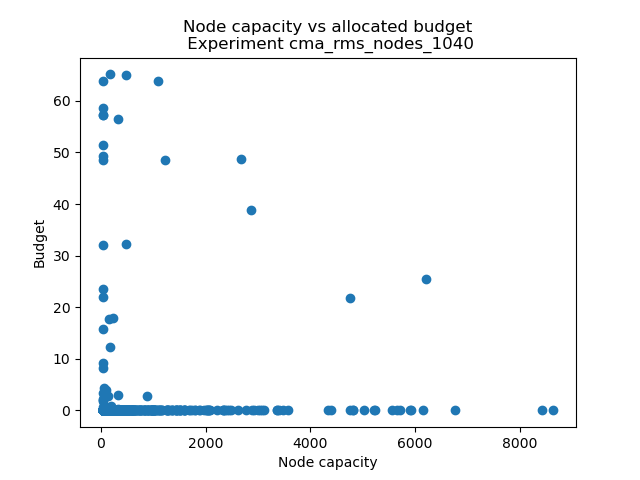 Node capacity vs allocated budget
Experiment cma_rms_nodes_1040
Budget
60
50
40
30
20
10
0
0 2000 4000 6000 8000
Node capacity